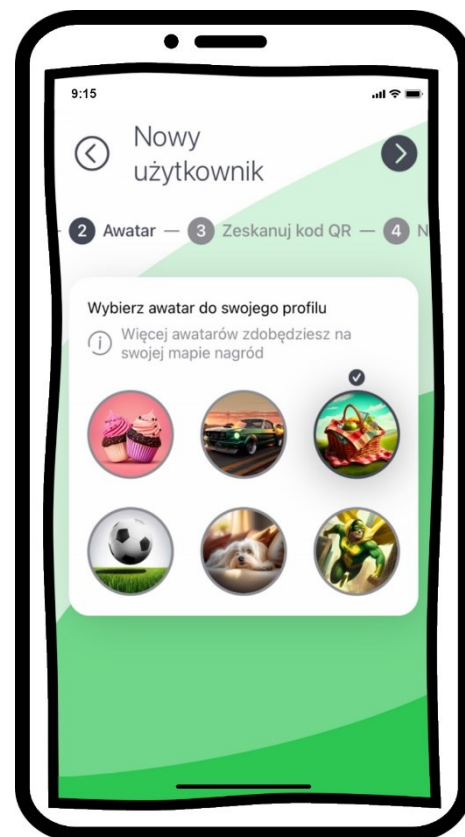 9:15
Nowy
użytkownik
2 Awatar — 3 Zeskanuj kod QR — 4 N
Wybierz awatar do swojego profilu
Więcej awatarów zdobędziesz na
swojej mapie nagród